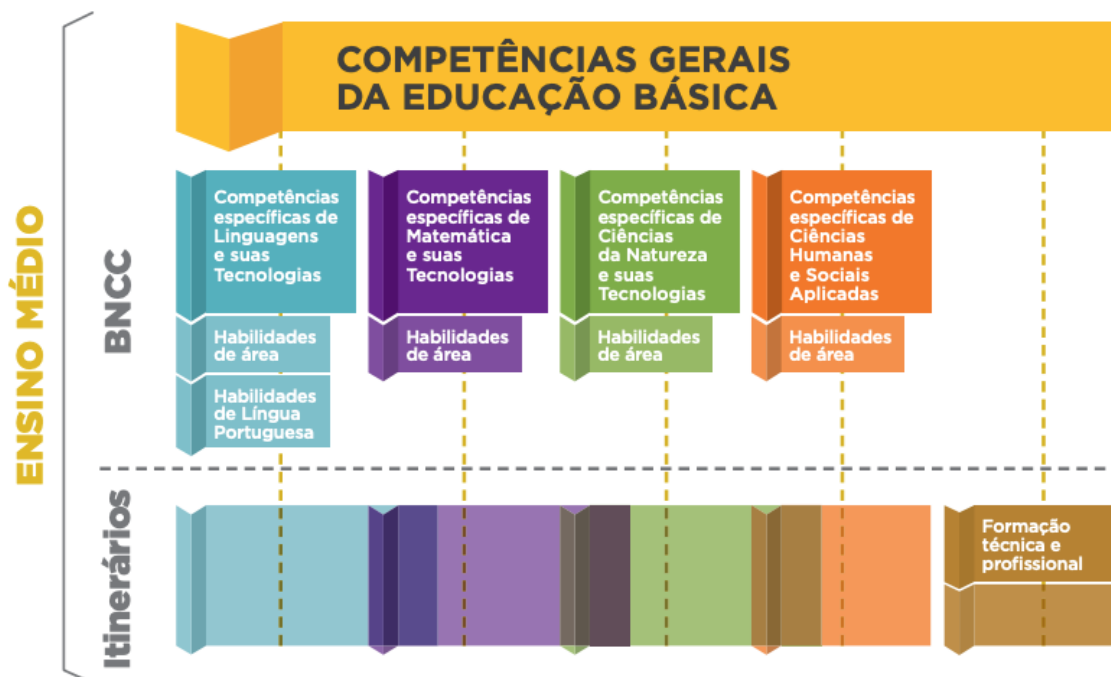 ENSINO MÉDIO
BNCC
COMPETÊNCIAS GERAIS
DA EDUCAÇÃO BÁSICA
Competências
específicas de
Linguagens
e suas
Tecnologias
Habilidades
de área
Habilidades
de Língua
Portuguesa
Competências
específicas de
Matemática
e suas
Tecnologias
Habilidades
de área
Competências
específicas de
Ciências
da Natureza
e suas
Tecnologias
Habilidades
de área
Competências
específicas de
Ciências
Humanas
e Sociais
Aplicadas
Habilidades
de área
Itinerários
Formação
técnica e
profissional